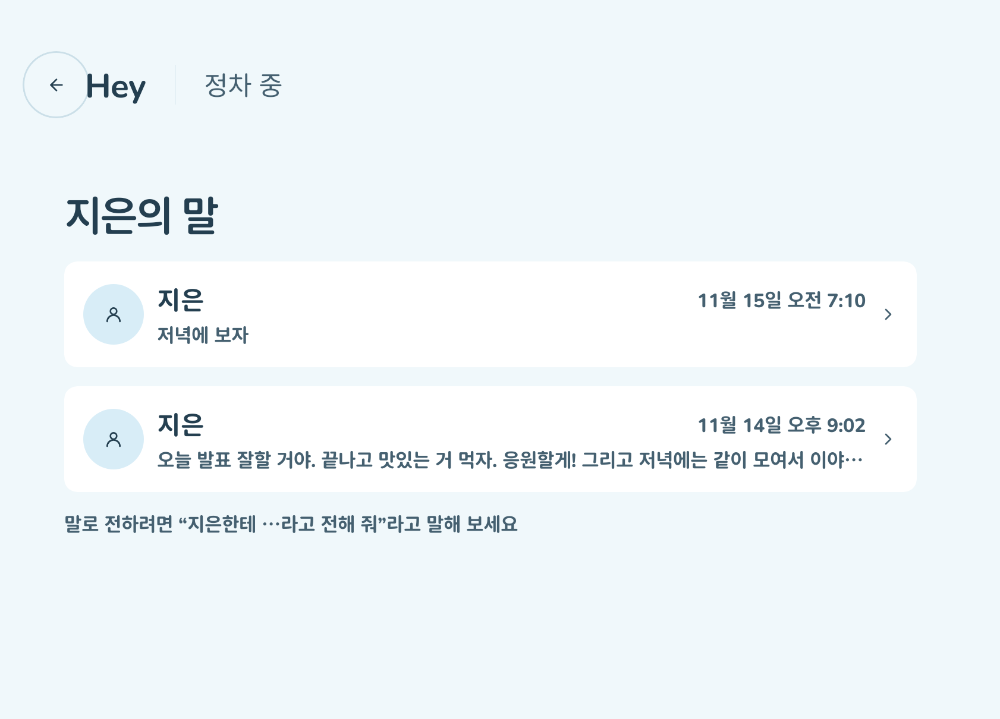 Hey
정차 중
지은의 말
지은
11월 15일 오전 7:10
저녁에 보자
지은
11월 14일 오후 9:02
오늘 발표 잘할 거야. 끝나고 맛있는 거 먹자. 응원할게! 그리고 저녁에는 같이 모여서 이야…
말로 전하려면 “지은한테 …라고 전해 줘”라고 말해 보세요